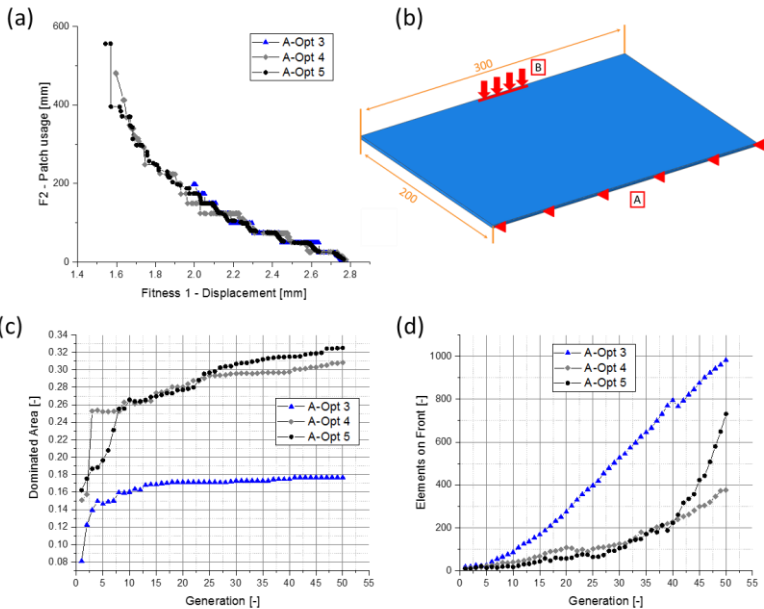 (a)
600
400
200
0
F2 - Patch usage [mm]
A-Opt 3
A-Opt 4
A-Opt 5
1.4 1.6 1.8 2.0 2.2 2.4 2.6 2.8
Fitness 1 - Displacement [mm]
(b)
300
B
200
A
(c)
0.34
0.32
0.30
0.28
0.26
0.24
0.22
0.20
0.18
0.16
0.14
0.12
0.10
0.08
Dominated Area [-]
A-Opt 3
A-Opt 4
A-Opt 5
0 5 10 15 20 25 30 35 40 45 50 55
Generation [-]
(d)
1000
800
600
400
200
0
Elements on Front [-]
A-Opt 3
A-Opt 4
A-Opt 5
0 5 10 15 20 25 30 35 40 45 50 55
Generation [-]